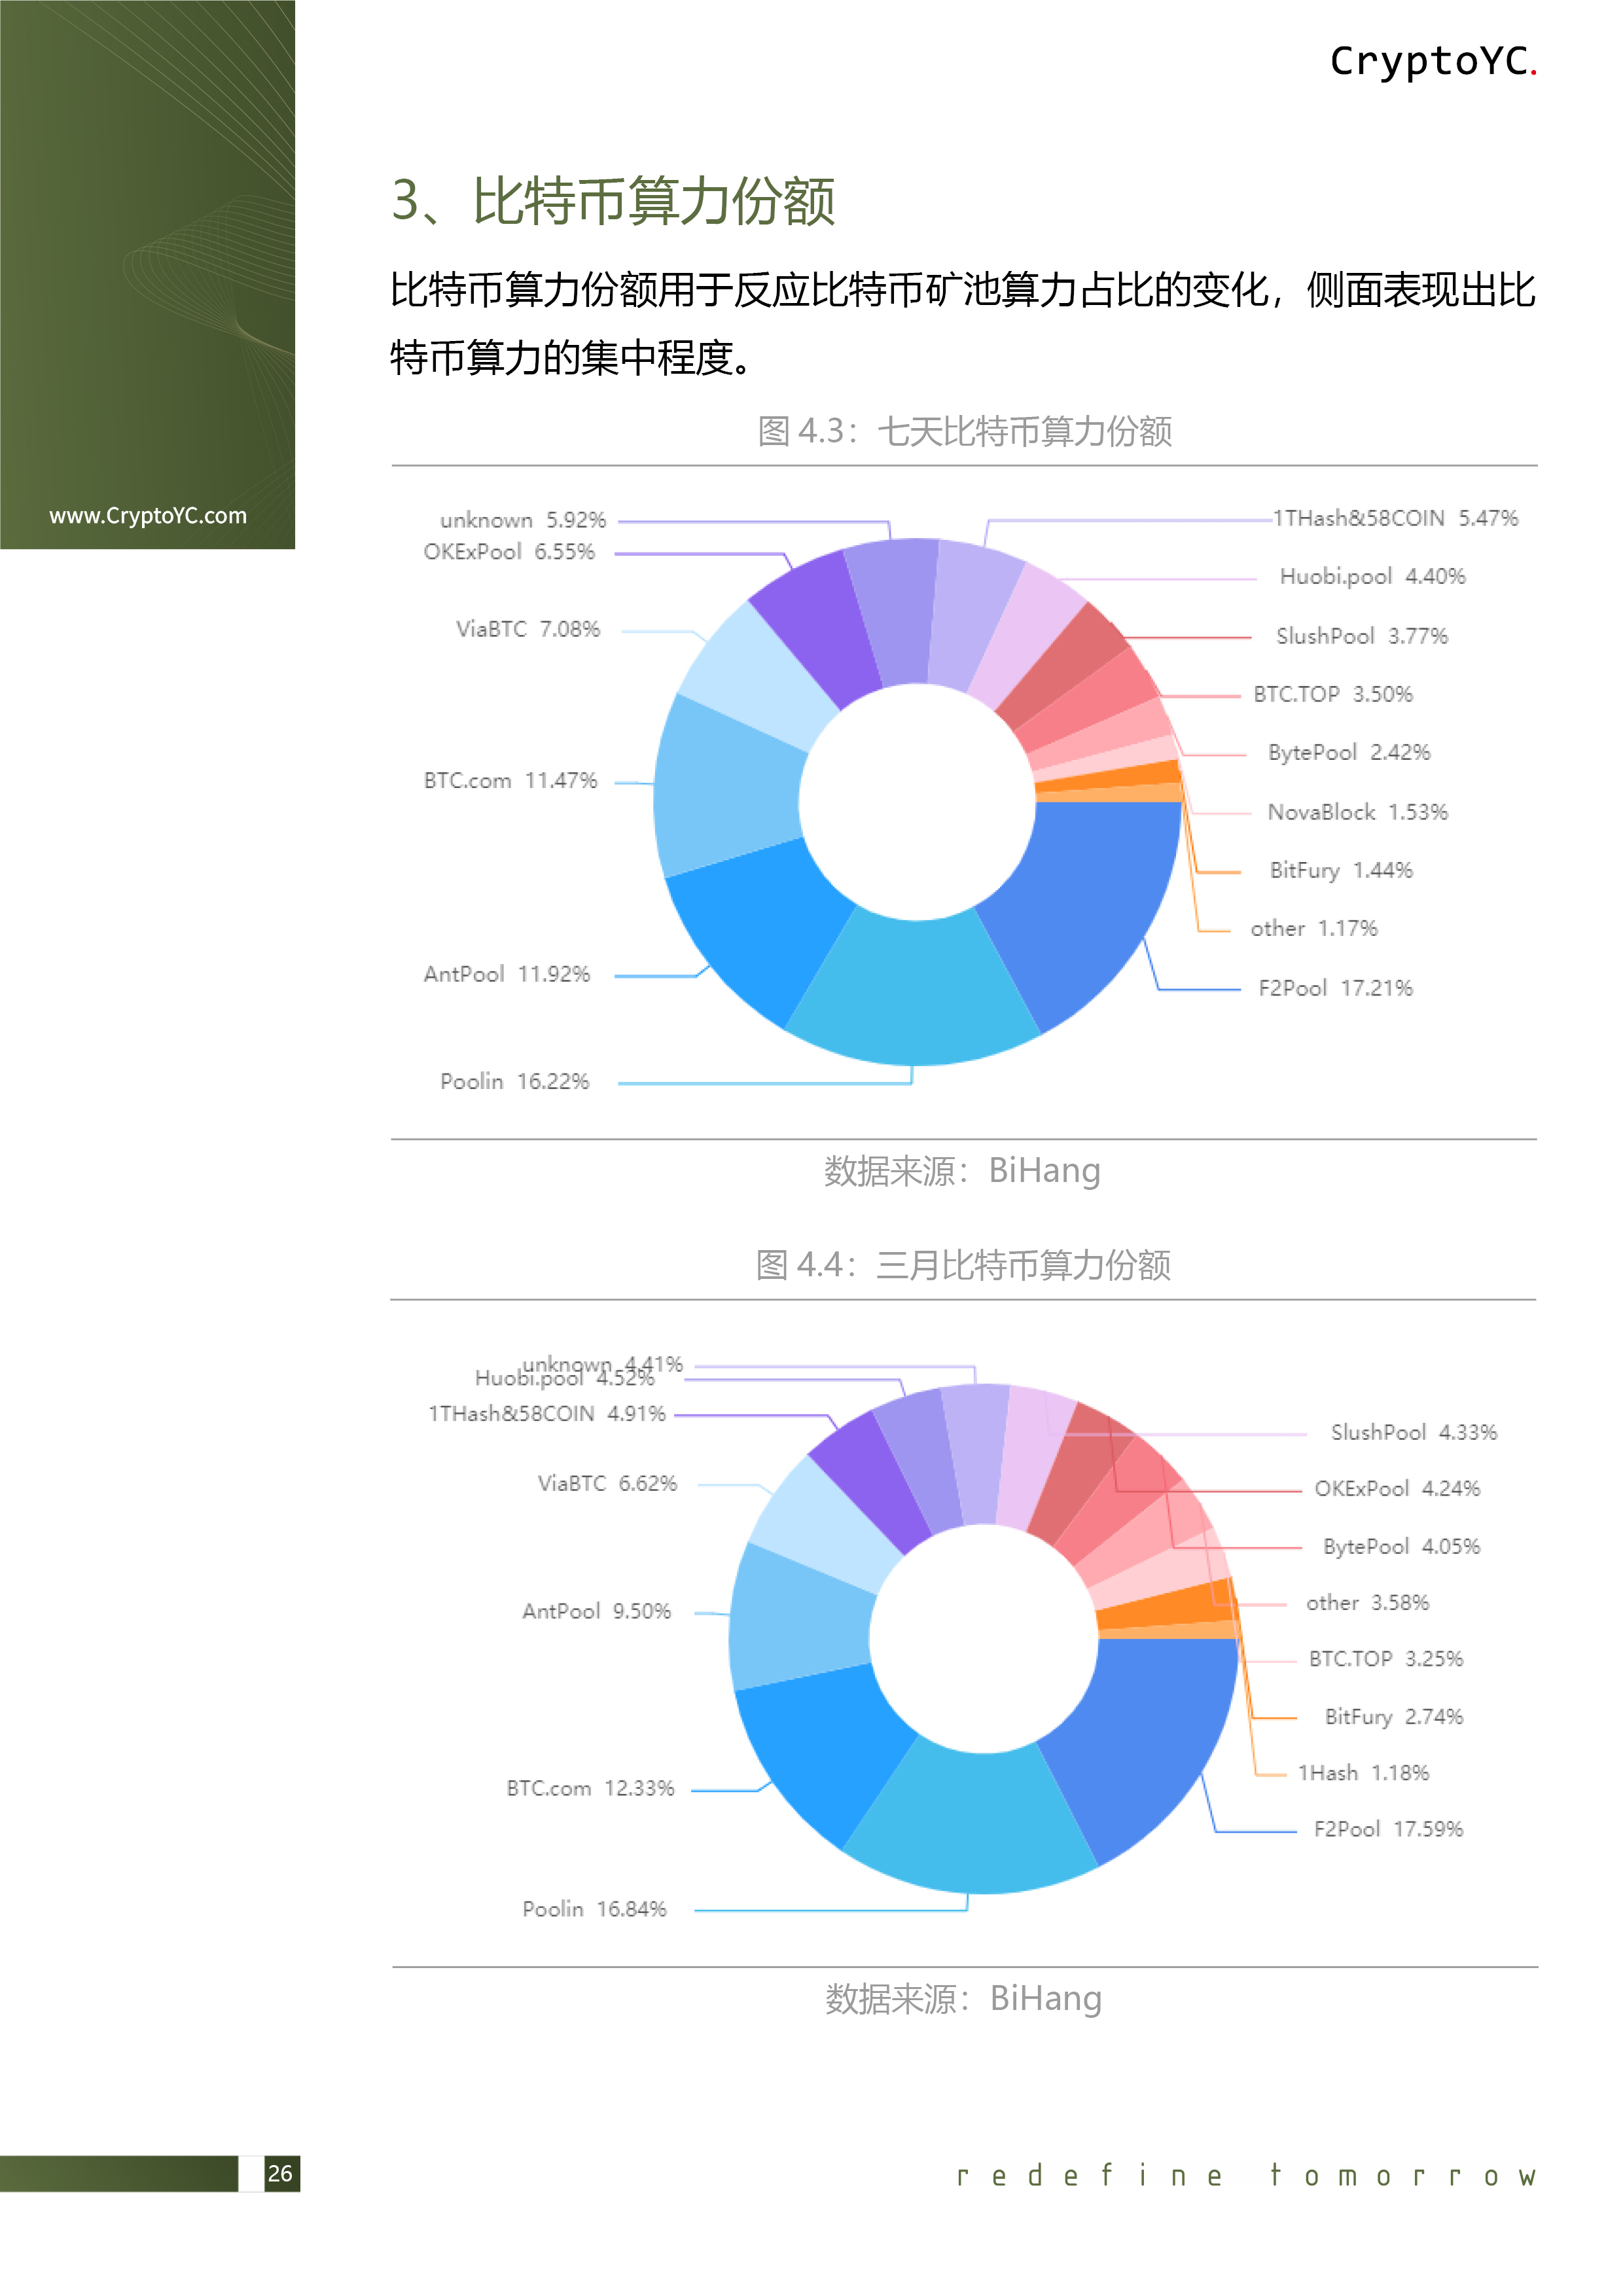 CryptoYC.
www.CryptoYC.com
3、比特币算力份额
比特币算力份额用于反应比特币矿池算力占比的变化，侧面表现出比
特币算力的集中程度。
图 4.3：七天比特币算力份额
unknown 5.92%
OKExPool 6.55%
ViaBTC 7.08%
BTC.com 11.47%
AntPool 11.92%
Poolin 16.22%
1THash&58COIN 5.47%
Huobi.pool 4.40%
SlushPool 3.77%
BTC.TOP 3.50%
BytePool 2.42%
NovaBlock 1.53%
BitFury 1.44%
other 1.17%
F2Pool 17.21%
数据来源：BiHang
图 4.4：三月比特币算力份额
unknown 4.41%
Huobi.pool 4.52%
1THash&58COIN 4.91%
ViaBTC 6.62%
AntPool 9.50%
BTC.com 12.33%
Poolin 16.84%
SlushPool 4.33%
OKExPool 4.24%
BytePool 4.05%
other 3.58%
BTC.TOP 3.25%
BitFury 2.74%
1Hash 1.18%
F2Pool 17.59%
数据来源：BiHang
26
redefine tomorrow